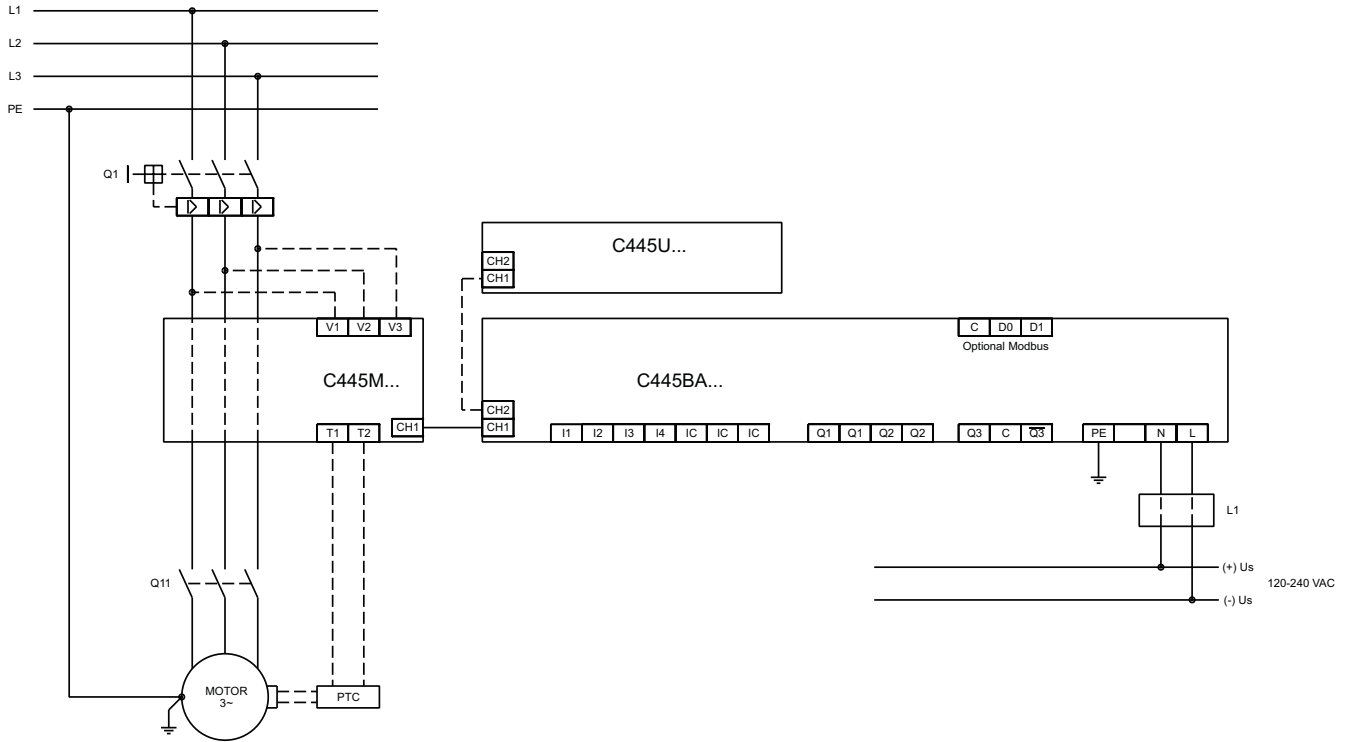 L1
L2
L3
PE
Q1
C445U...
CH2
CH1
V1 V2 V3
C D0 D1
Optional Modbus
C445M...
C445BA...
CH2
T1 T2 CH1
CH1
I1 I2 I3 I4 IC IC IC Q1 Q1 Q2 Q2 Q3 C Q̅3̅ PE N L
L1
(+) Us
Q11
120-240 VAC
(-) Us
MOTOR
3~
PTC